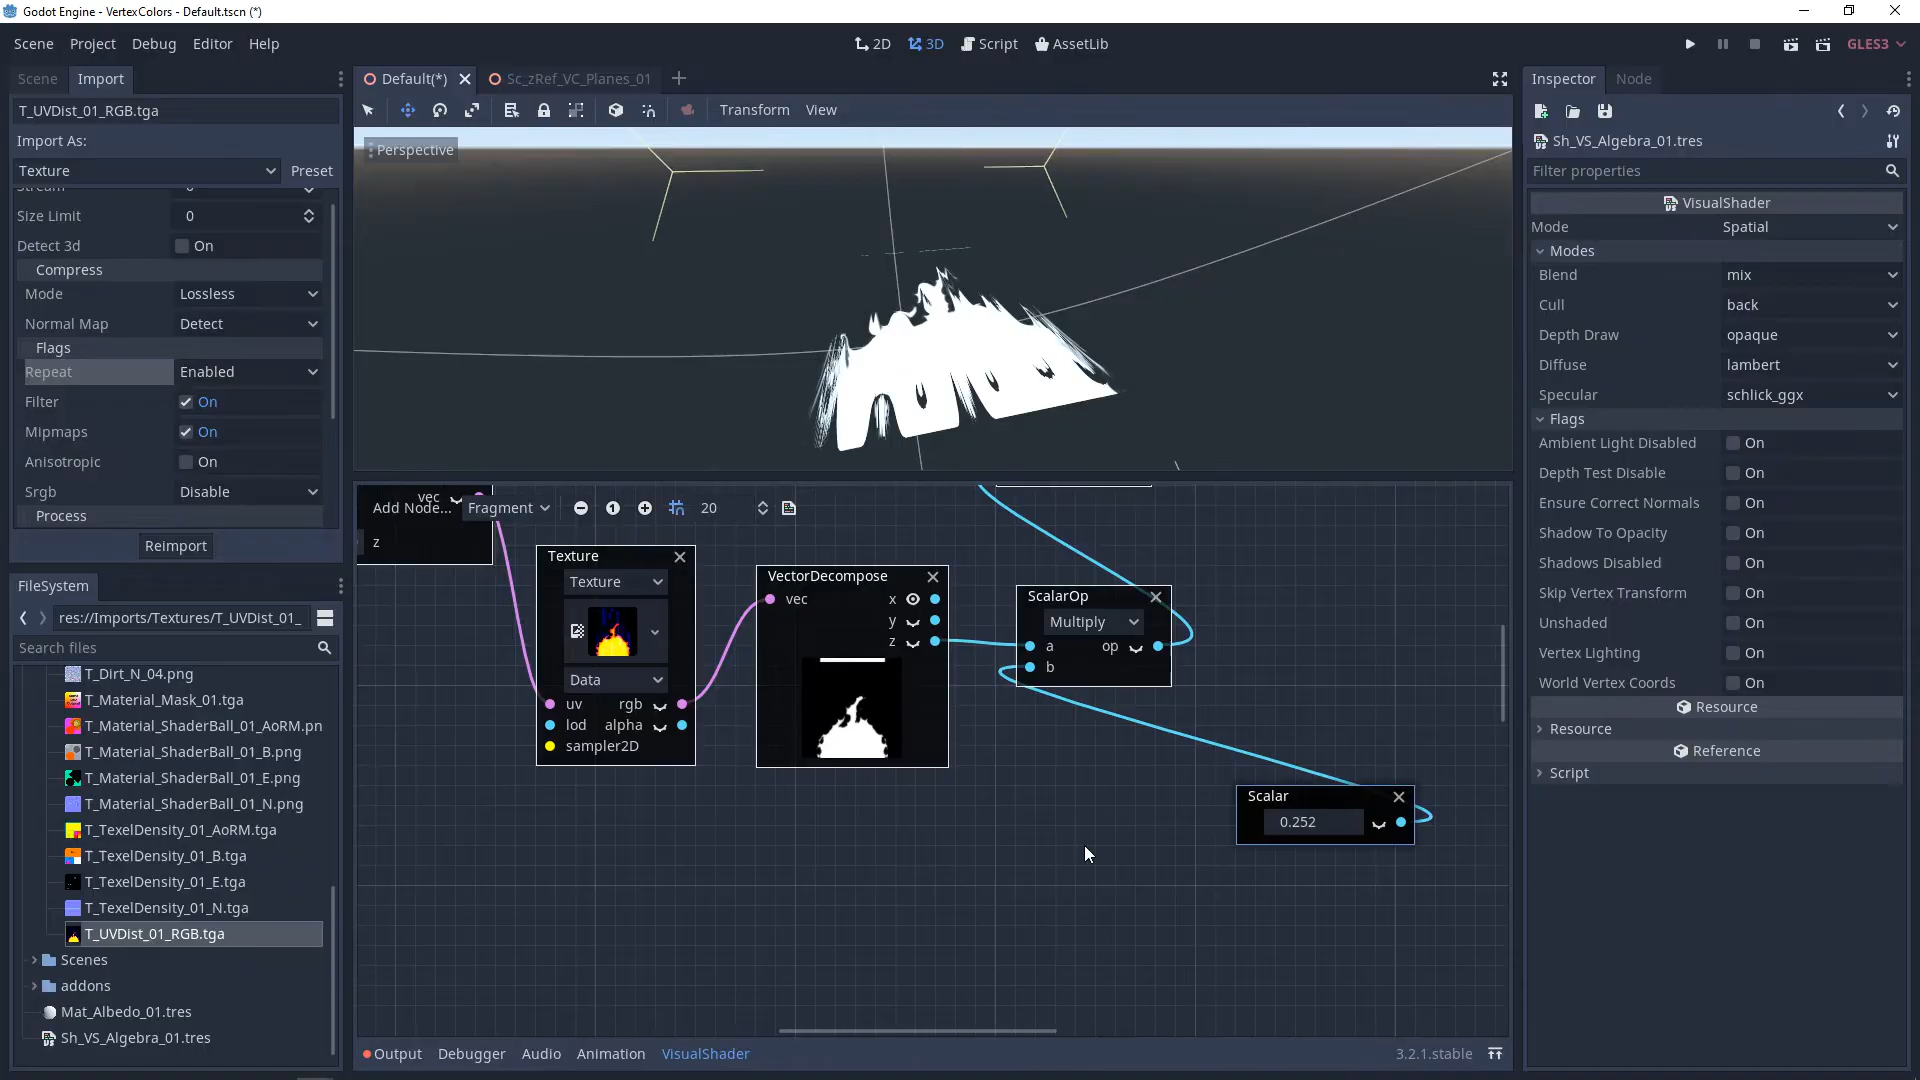 Godot Engine - VertexColors - Default.tscn (*)
Scene Project Debug Editor Help
2D 3D Script AssetLib
GLES3
Scene Import
T_UVDist_01_RGB.tga
Import As:
Texture Preset
Size Limit 0
Detect 3d On
Compress
Mode Lossless
Normal Map Detect
Flags
Repeat Enabled
Filter On
Mipmaps On
Anisotropic On
Srgb Disable
Process
Reimport
FileSystem
res://Imports/Textures/T_UVDist_01_
Search files
T_Dirt_N_04.png
T_Material_Mask_01.tga
T_Material_ShaderBall_01_AoRM.pn
T_Material_ShaderBall_01_B.png
T_Material_ShaderBall_01_E.png
T_Material_ShaderBall_01_N.png
T_TexelDensity_01_AoRM.tga
T_TexelDensity_01_B.tga
T_TexelDensity_01_E.tga
T_TexelDensity_01_N.tga
T_UVDist_01_RGB.tga
Scenes
addons
Mat_Albedo_01.tres
Sh_VS_Algebra_01.tres
Default(*) Sc_zRef_VC_Planes_01
Transform View
Perspective
vec
Add Node... Fragment 1 20
z
Texture
Texture
Data
uv rgb
lod alpha
sampler2D
VectorDecompose
vec x
y
z
ScalarOp
Multiply
a op
b
Scalar
0.252
Output Debugger Audio Animation VisualShader 3.2.1.stable
Inspector Node
Sh_VS_Algebra_01.tres
Filter properties
VisualShader
Mode Spatial
Modes
Blend mix
Cull back
Depth Draw opaque
Diffuse lambert
Specular schlick_ggx
Flags
Ambient Light Disabled On
Depth Test Disable On
Ensure Correct Normals On
Shadow To Opacity On
Shadows Disabled On
Skip Vertex Transform On
Unshaded On
Vertex Lighting On
World Vertex Coords On
Resource
Resource
Reference
Script